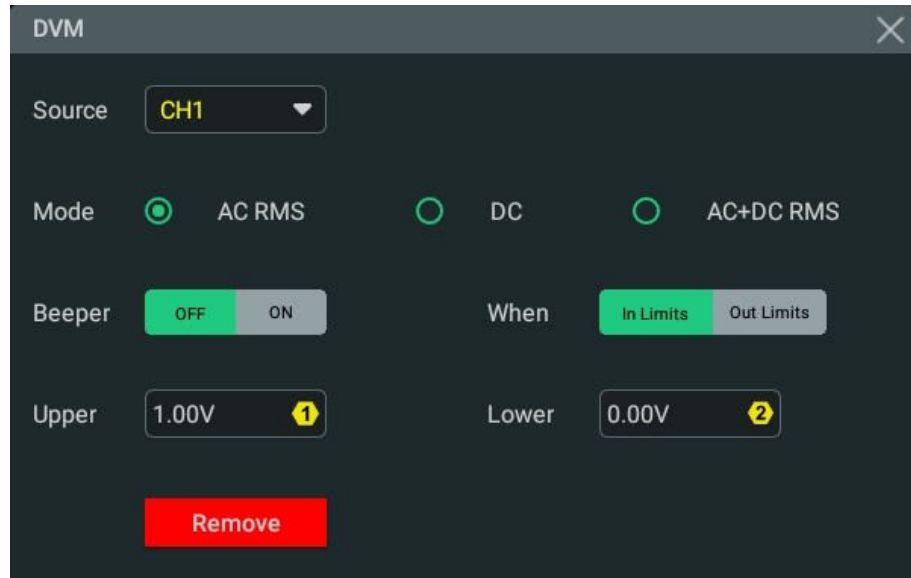 DVM
Source CH1
Mode AC RMS DC AC+DC RMS
Beeper OFF ON When In Limits Out Limits
Upper 1.00V 1 Lower 0.00V 2
Remove